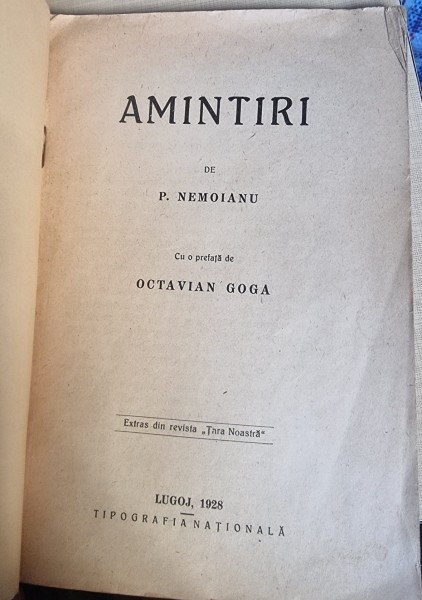 AMINTIRI
DE
P. NEMOIANU
Cu o prefață de
OCTAVIAN GOGA
Extras din revista „Țara Noastră“
LUGOJ, 1928
TIPOGRAFIA NAȚIONALĂ